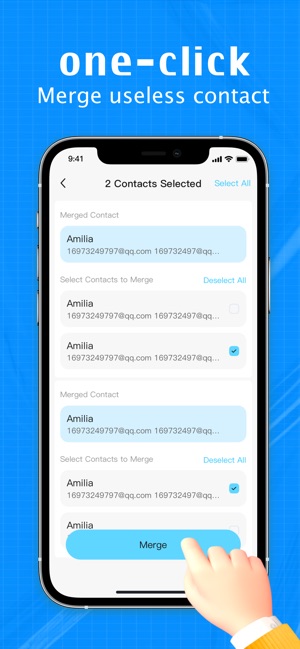 one-click
Merge useless contact
9:41
2 Contacts Selected
Select All
Merged Contact
Amilia
16973249797@qq.com 169732497@qq...
Select Contacts to Merge
Deselect All
Amilia
16973249797@qq.com 169732497@qq...
Amilia
16973249797@qq.com 169732497@qq...
Merged Contact
Amilia
16973249797@qq.com 169732497@qq...
Select Contacts to Merge
Deselect All
Amilia
16973249797@qq.com 169732497@qq...
Amilia
Merge